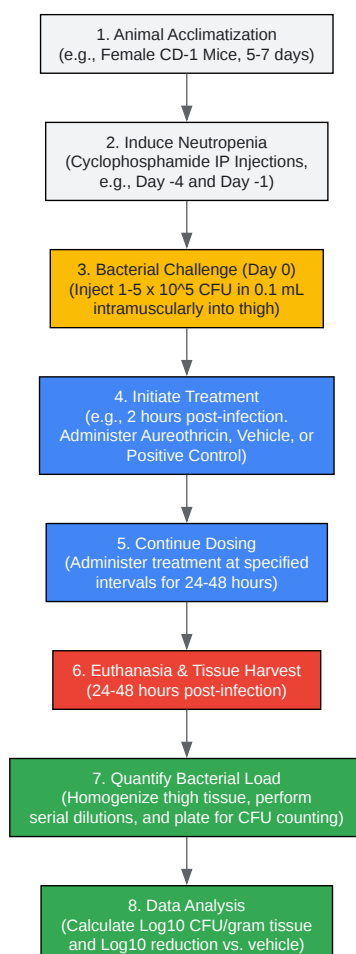 1. Animal Acclimatization
(e.g., Female CD-1 Mice, 5-7 days)
2. Induce Neutropenia
(Cyclophosphamide IP Injections,
e.g., Day -4 and Day -1)
3. Bacterial Challenge (Day 0)
(Inject 1-5 x 10^5 CFU in 0.1 mL
intramuscularly into thigh)
4. Initiate Treatment
(e.g., 2 hours post-infection.
Administer Aureothricin, Vehicle, or
Positive Control)
5. Continue Dosing
(Administer treatment at specified
intervals for 24-48 hours)
6. Euthanasia & Tissue Harvest
(24-48 hours post-infection)
7. Quantify Bacterial Load
(Homogenize thigh tissue, perform
serial dilutions, and plate for CFU counting)
8. Data Analysis
(Calculate Log10 CFU/gram tissue
and Log10 reduction vs. vehicle)